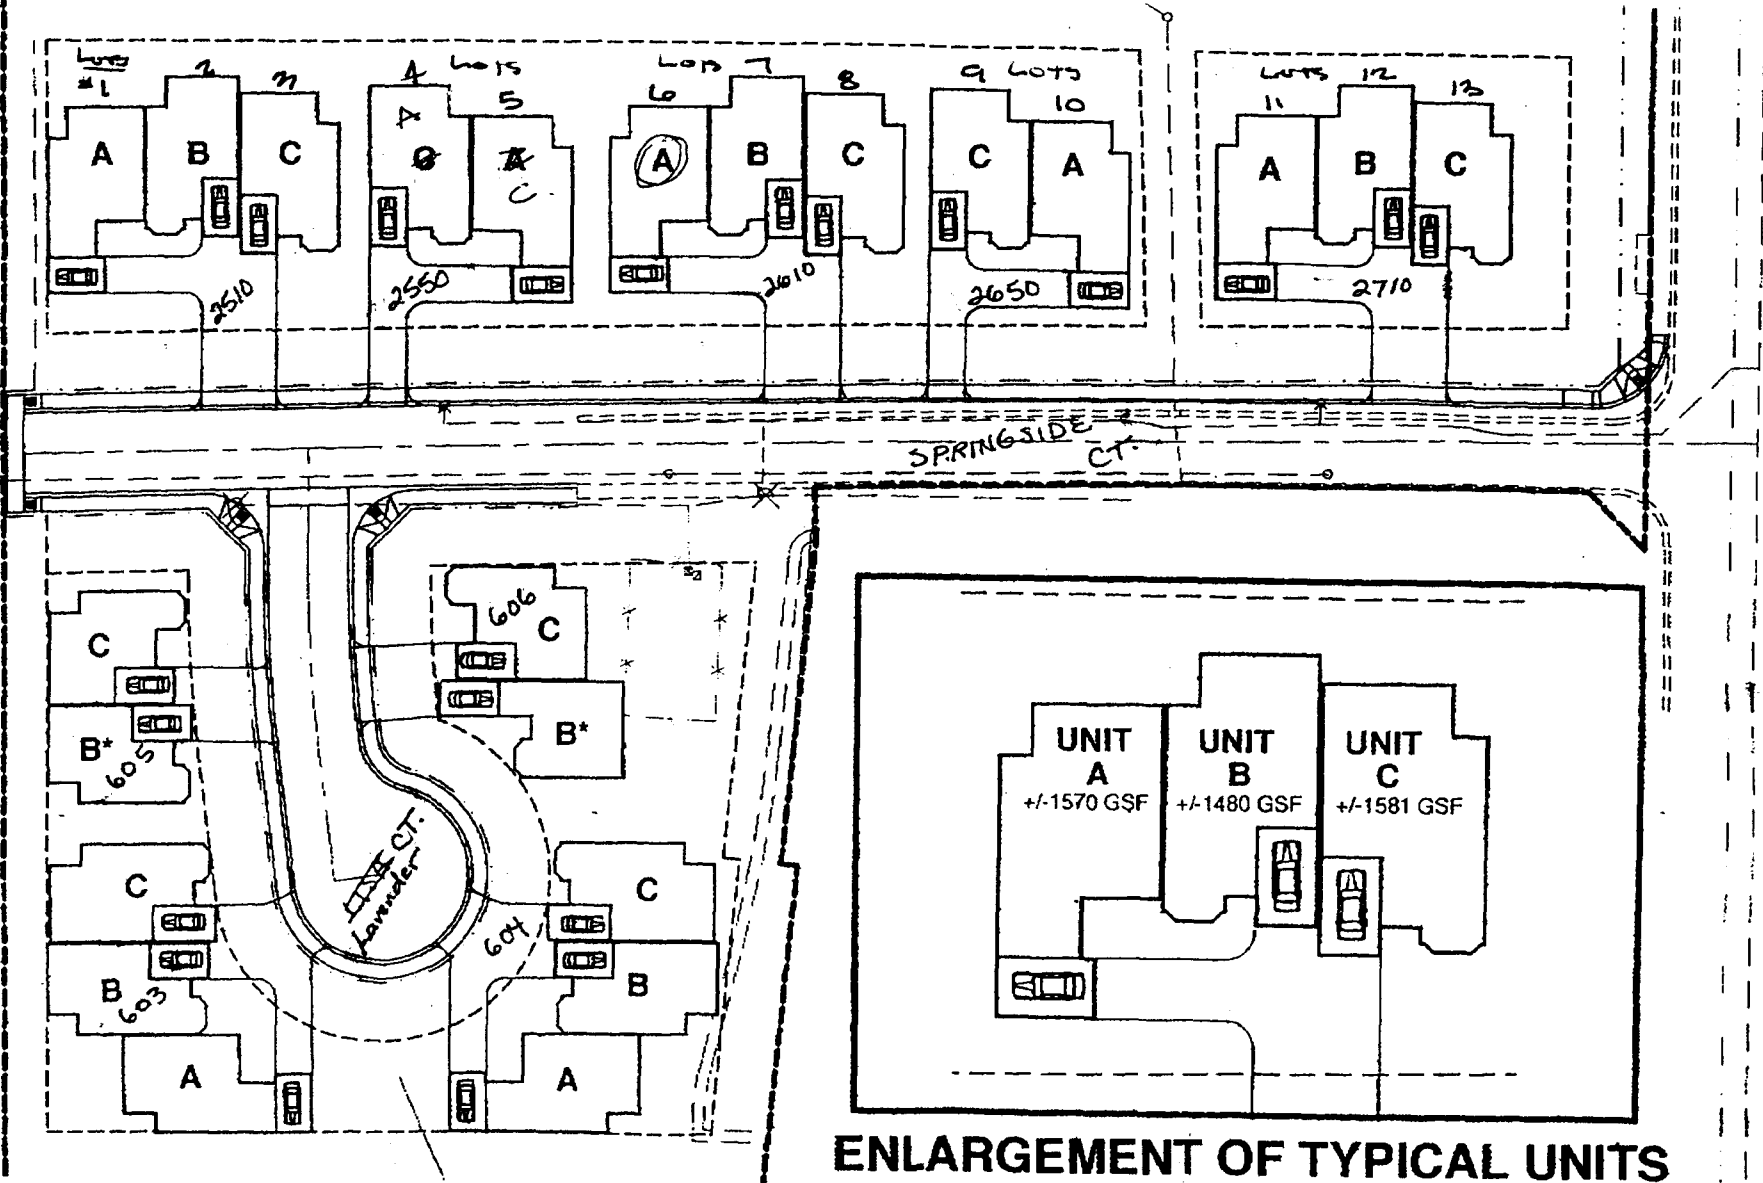 Lots
#1
2
3
4
LOTS
5
LOTS
6
7
8
9 LOTS
10
LOTS
11
12
13
A
B
C
A
C
A
C
A
B
C
C
A
A
B
C
2510
2550
2610
2650
2710
SPRINGSIDE
CT.
C
B*
605
606
C
B*
C
B
603
A
C
604
B
A
CT.
Lavender
UNIT
A
+/-1570 GSF
UNIT
B
+/-1480 GSF
UNIT
C
+/-1581 GSF
ENLARGEMENT OF TYPICAL UNITS